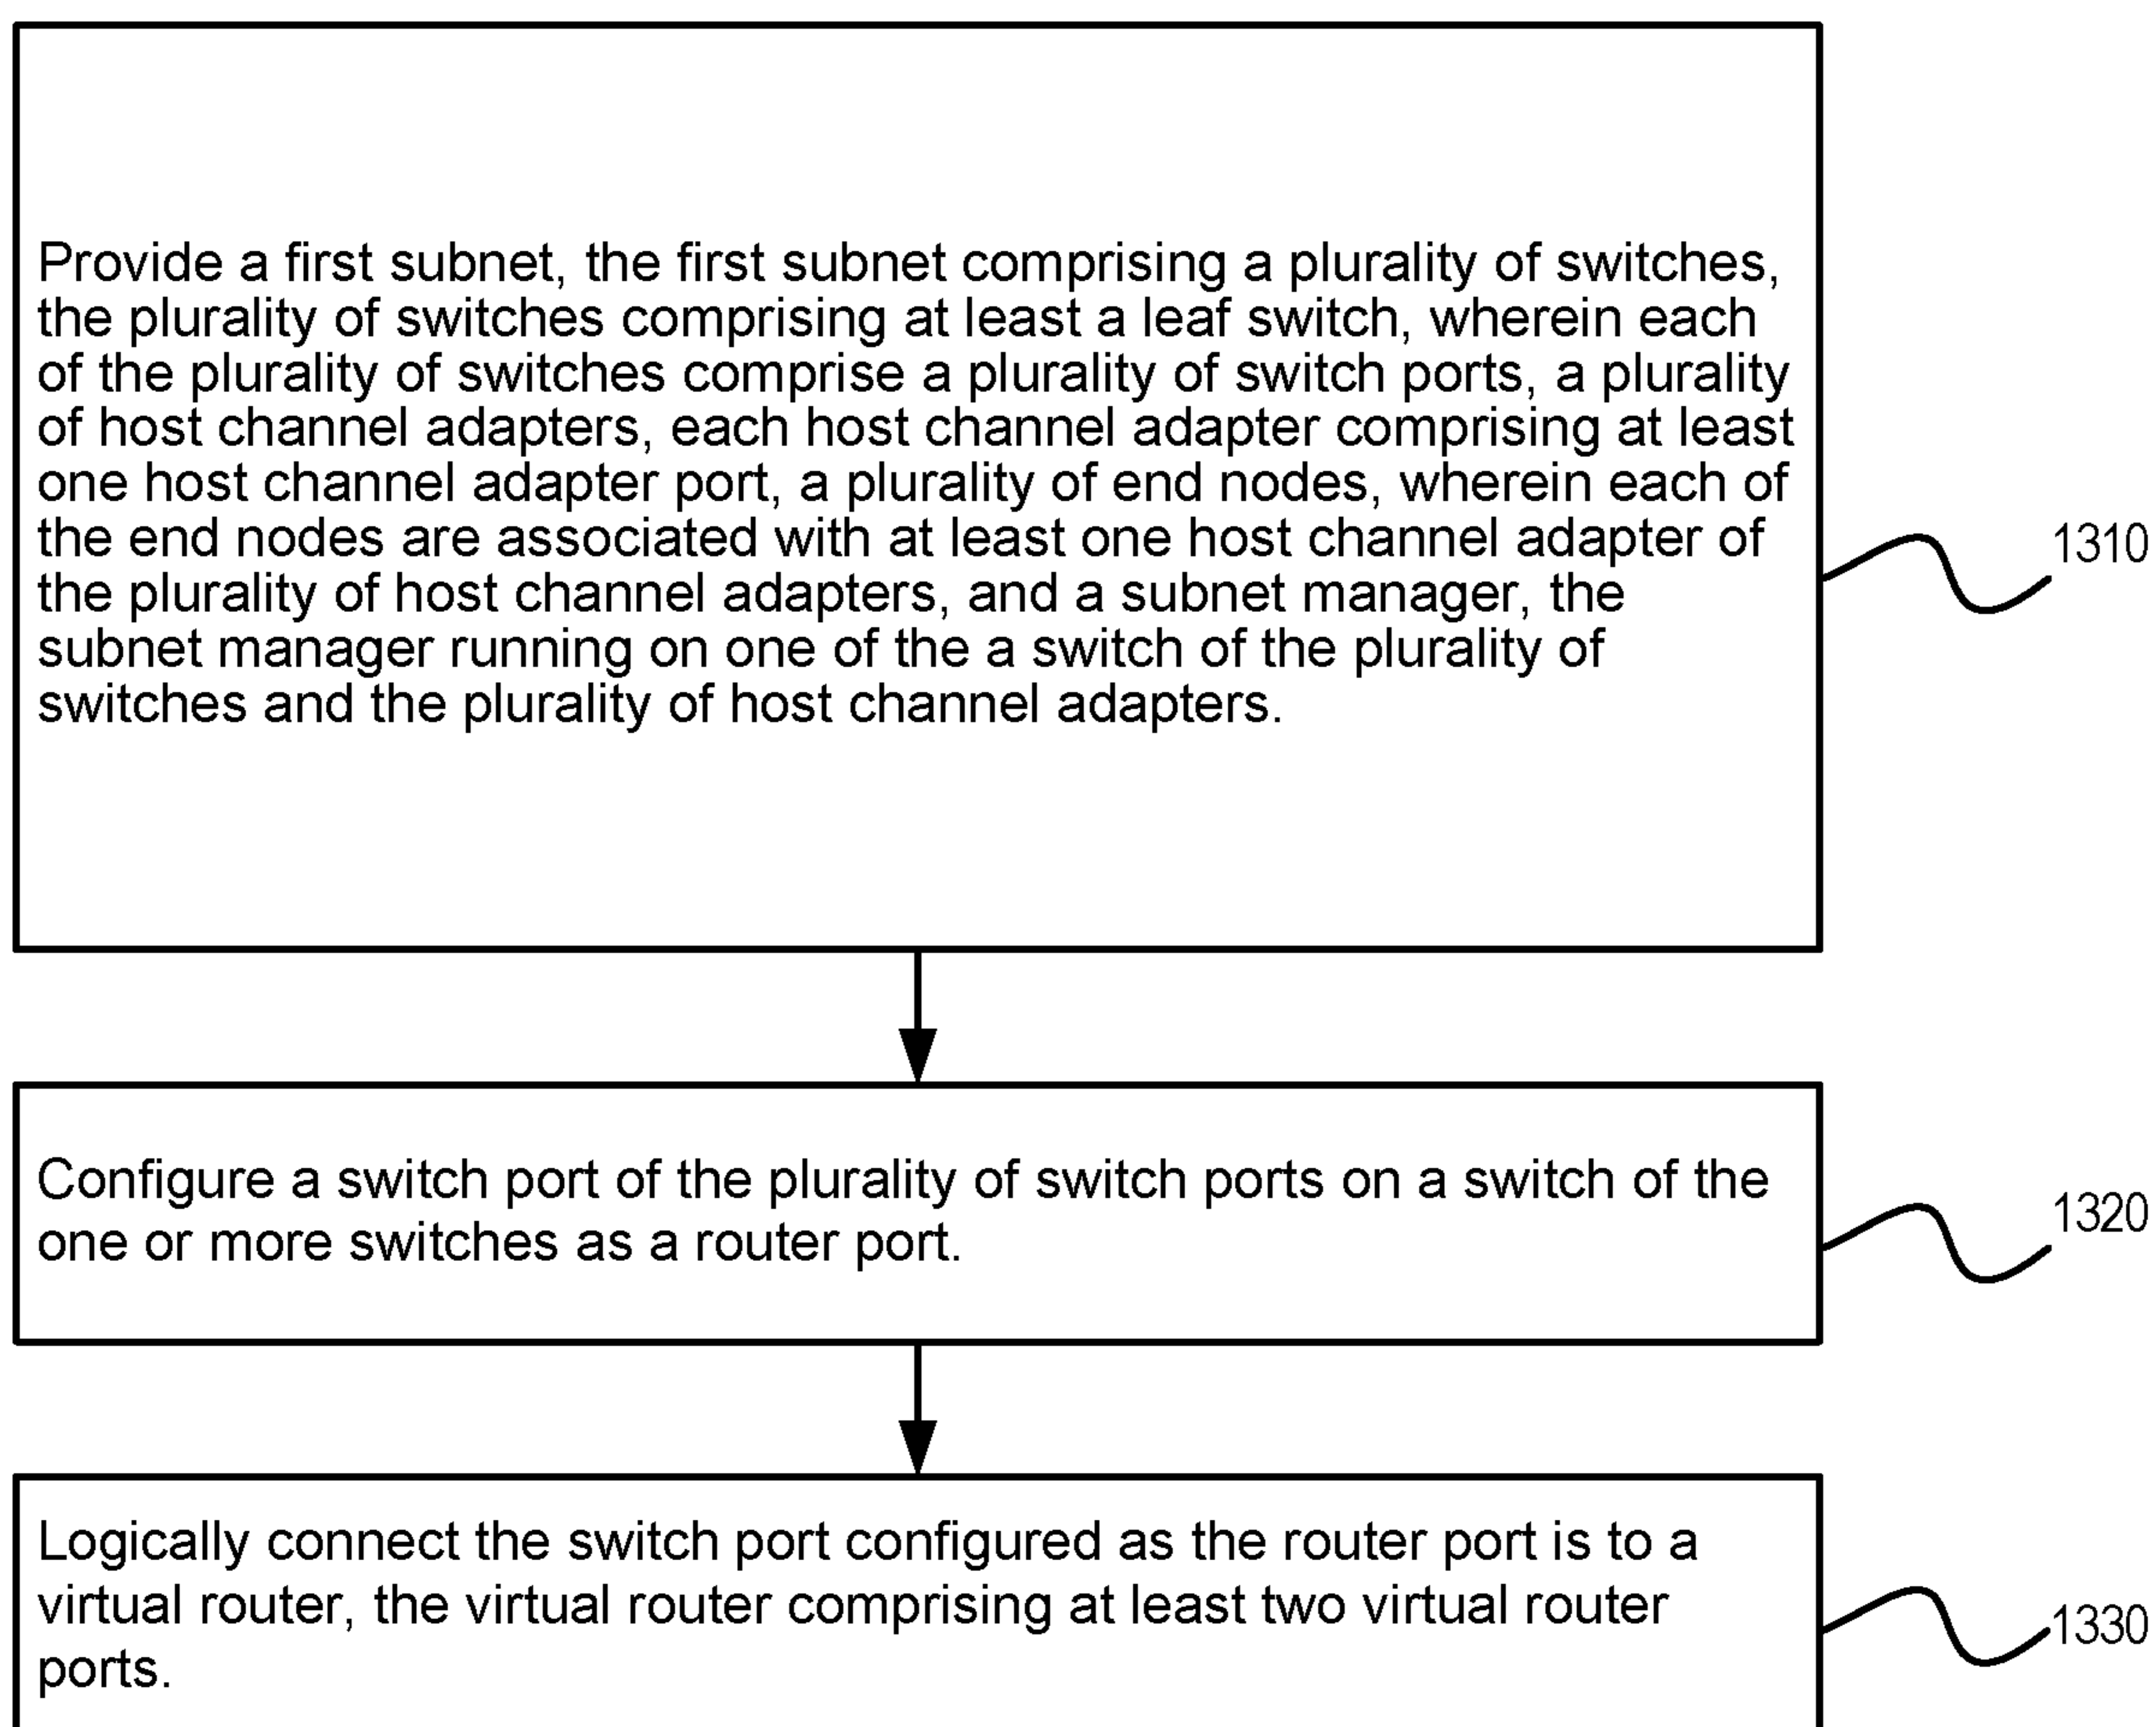 Provide a first subnet, the first subnet comprising a plurality of switches,
the plurality of switches comprising at least a leaf switch, wherein each
of the plurality of switches comprise a plurality of switch ports, a plurality
of host channel adapters, each host channel adapter comprising at least
one host channel adapter port, a plurality of end nodes, wherein each of
the end nodes are associated with at least one host channel adapter of
the plurality of host channel adapters, and a subnet manager, the
subnet manager running on one of the a switch of the plurality of
switches and the plurality of host channel adapters.
1310
Configure a switch port of the plurality of switch ports on a switch of the
one or more switches as a router port.
1320
Logically connect the switch port configured as the router port is to a
virtual router, the virtual router comprising at least two virtual router
ports.
1330